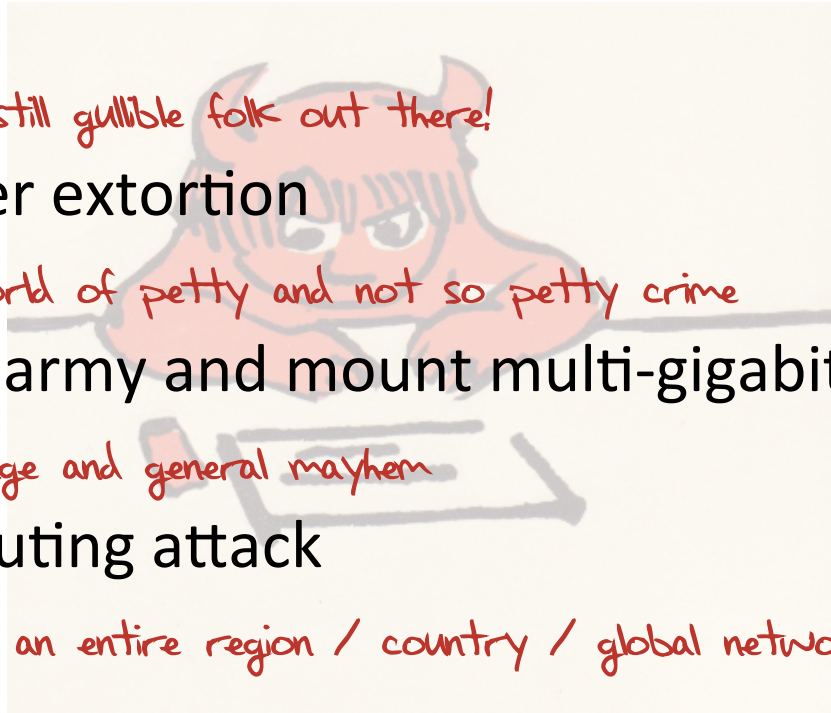 still gullible folk out there!
er extortion
orld of petty and not so petty crime
army and mount multi-gigabit
ge and general mayhem
uting attack
an entire region / country / global netwo